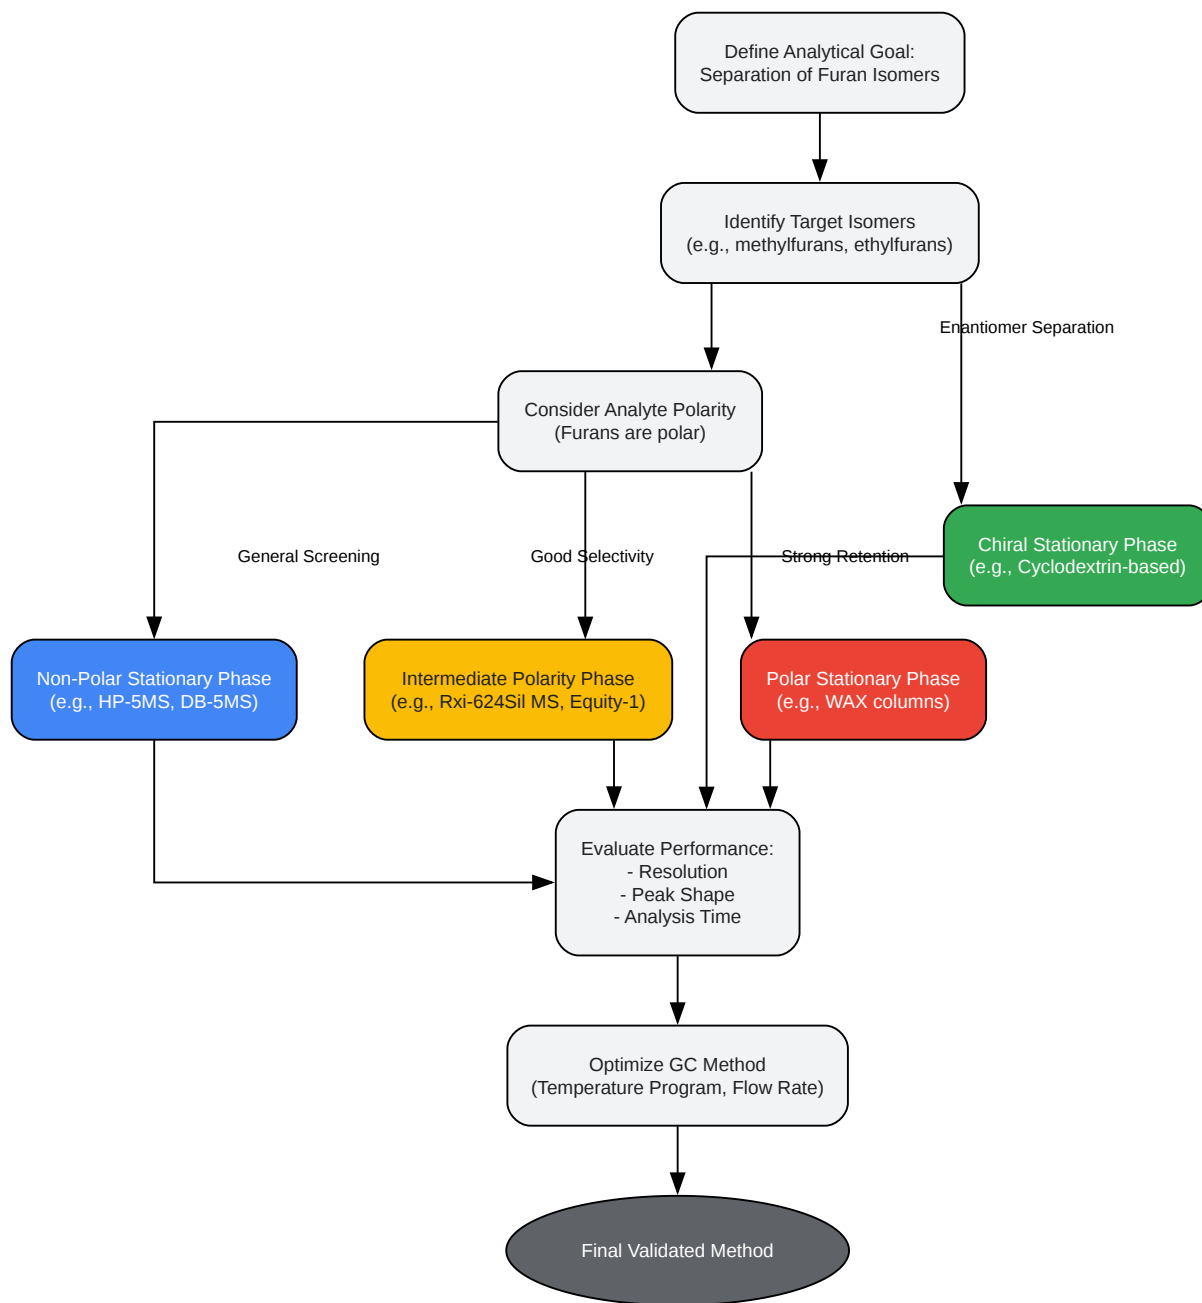 Define Analytical Goal:
Separation of Furan Isomers
Identify Target Isomers
(e.g., methylfurans, ethylfurans)
Enantiomer Separation
Consider Analyte Polarity
(Furans are polar)
General Screening
Good Selectivity
Strong Retention
Chiral Stationary Phase
(e.g., Cyclodextrin-based)
Non-Polar Stationary Phase
(e.g., HP-5MS, DB-5MS)
Intermediate Polarity Phase
(e.g., Rxi-624Sil MS, Equity-1)
Polar Stationary Phase
(e.g., WAX columns)
Evaluate Performance:
- Resolution
- Peak Shape
- Analysis Time
Optimize GC Method
(Temperature Program, Flow Rate)
Final Validated Method